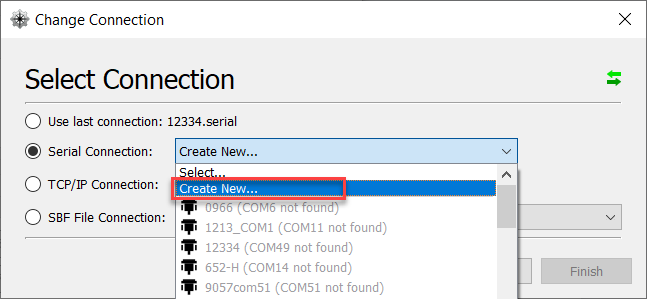 Change Connection
Select Connection
Use last connection: 12334.serial
Serial Connection:
Create New...
Select...
TCP/IP Connection:
Create New...
0966 (COM6 not found)
SBF File Connection:
1213_COM1 (COM11 not found)
12334 (COM49 not found)
652-H (COM14 not found)
9057com51 (COM51 not found)
Finish